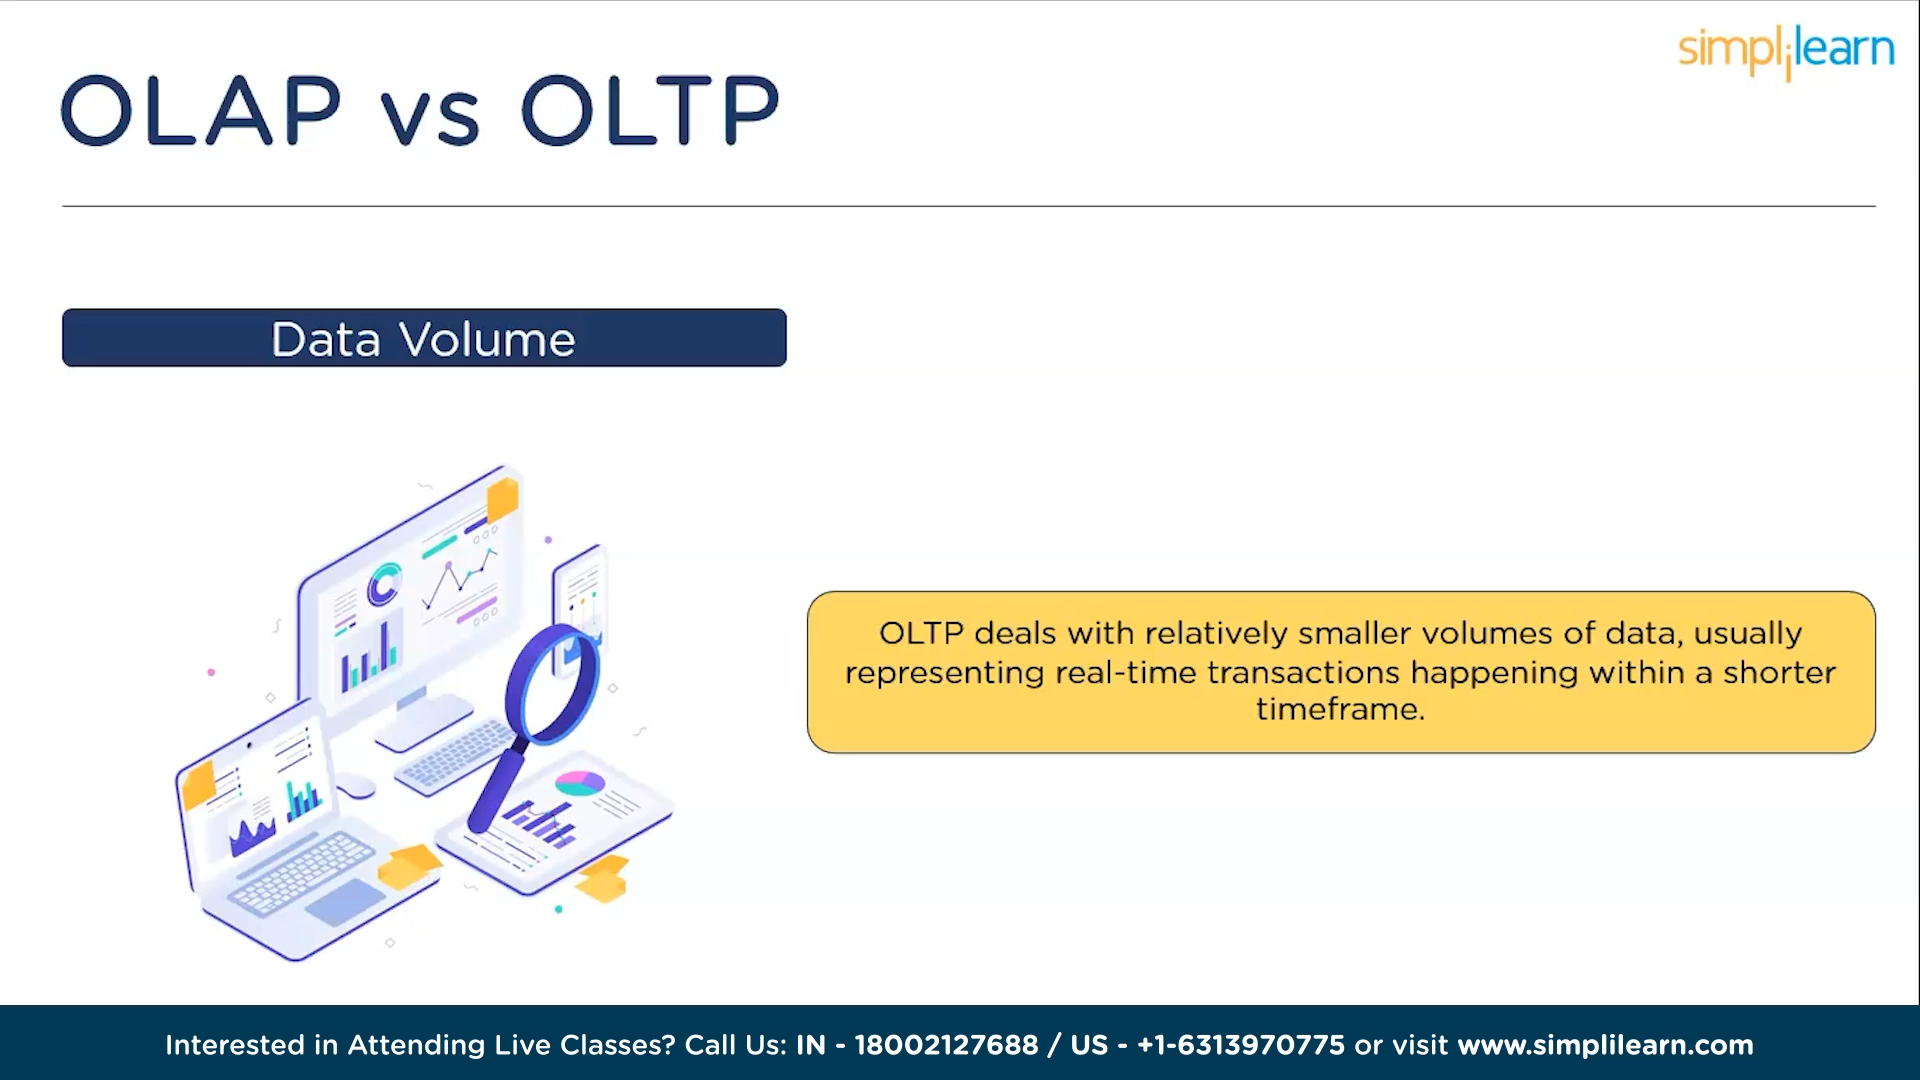 simplilearn
OLAP vs OLTP
Data Volume
OLTP deals with relatively smaller volumes of data, usually
representing real-time transactions happening within a shorter
timeframe.
Interested in Attending Live Classes? Call Us: IN - 18002127688 / US - +1-6313970775 or visit www.simplilearn.com